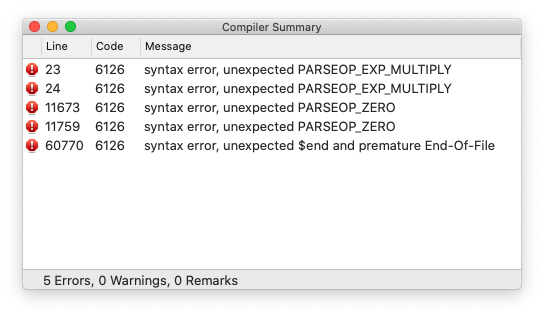 Compiler Summary
Line Code Message
23 6126 syntax error, unexpected PARSEOP_EXP_MULTIPLY
24 6126 syntax error, unexpected PARSEOP_EXP_MULTIPLY
11673 6126 syntax error, unexpected PARSEOP_ZERO
11759 6126 syntax error, unexpected PARSEOP_ZERO
60770 6126 syntax error, unexpected $end and premature End-Of-File
5 Errors, 0 Warnings, 0 Remarks